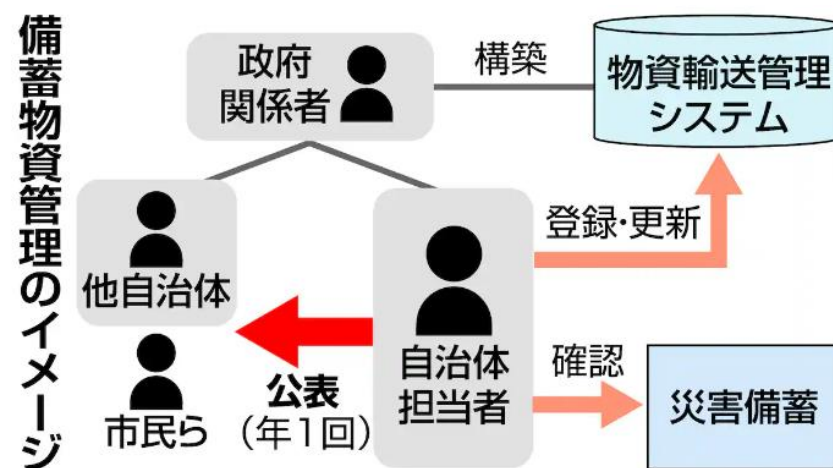 備蓄物資管理のイメージ
政府
関係者
構築
物資輸送管理
システム
他自治体
登録·更新
自治体
担当者
公表
(年1回)
市民ら
確認
災害備蓄